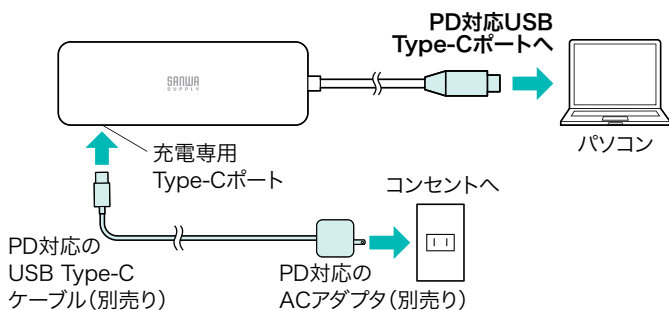 PD対応USB
Type-Cポートへ
SANWA
SUPPLY
パソコン
充電専用
Type-Cポート
コンセントへ
PD対応の
USB Type-C
ケーブル(別売り)
PD対応の
ACアダプタ(別売り)